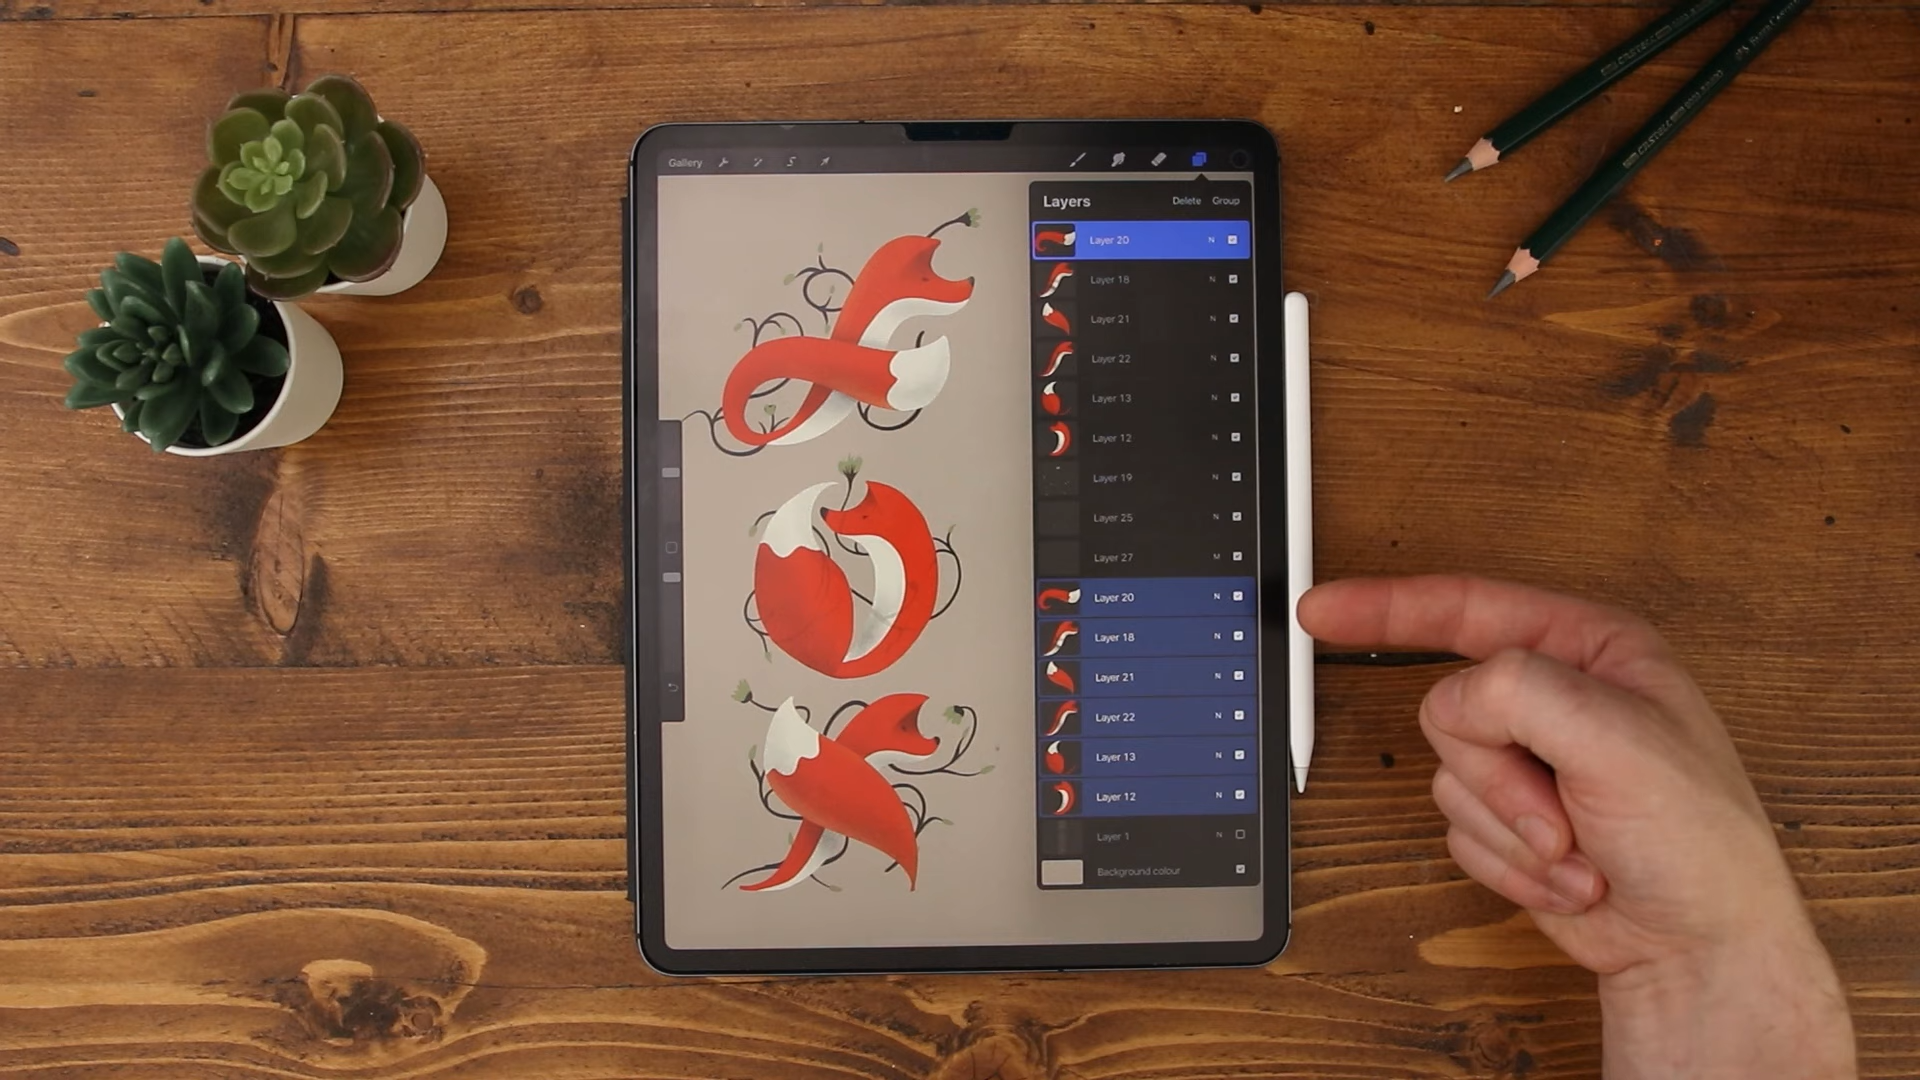 Gallery
Layers Delete Group
Layer 20 N
Layer 18 N
Layer 21 N
Layer 22 N
Layer 13 N
Layer 12 N
Layer 19 N
Layer 25 N
Layer 27 M
Layer 20 N
Layer 18 N
Layer 21 N
Layer 22 N
Layer 13 N
Layer 12 N
Layer 1 N
Background colour
CASTELL 9000